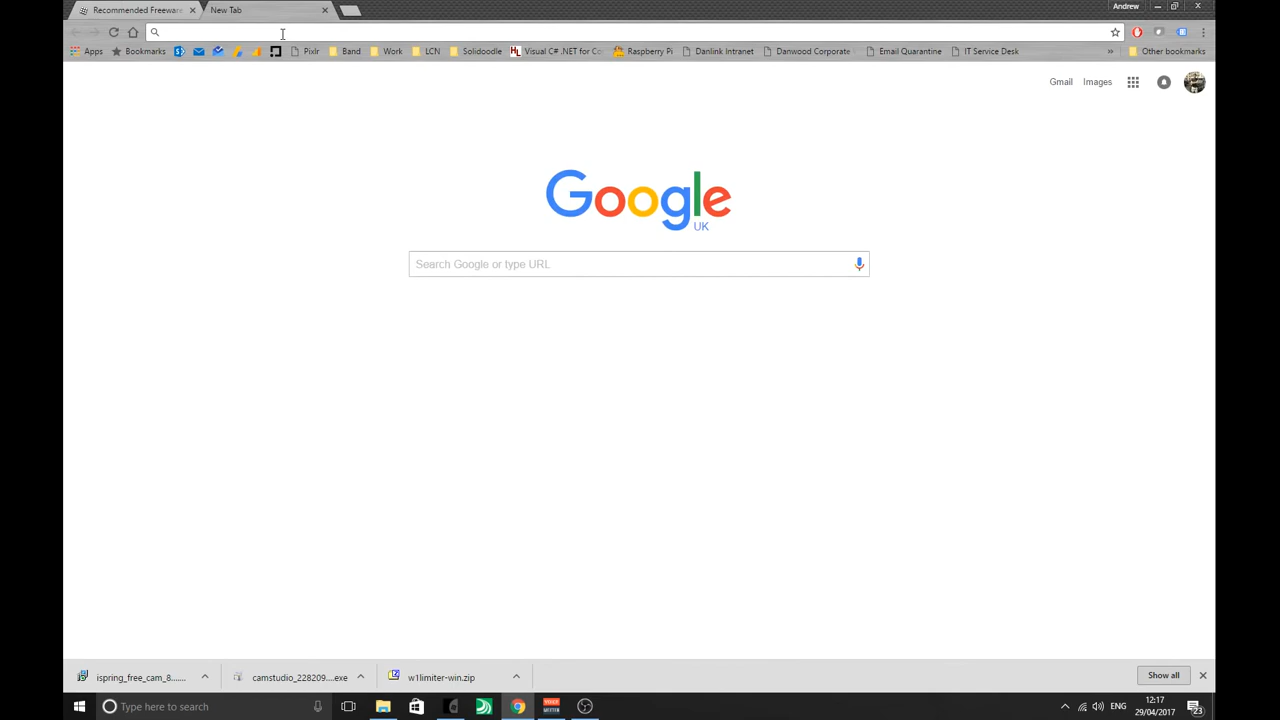 Recommended Freeware
New Tab
Andrew
Apps
Bookmarks
Pixlr
Band
Work
LCN
Solidoodle
Visual C# .NET for Co
Raspberry Pi
Danlink Intranet
Danwood Corporate
Email Quarantine
IT Service Desk
»
Other bookmarks
Gmail
Images
Google
UK
Search Google or type URL
ispring_free_cam_8.......
camstudio_228209....exe
w1limiter-win.zip
Show all
Type here to search
ENG
12:17
29/04/2017
23